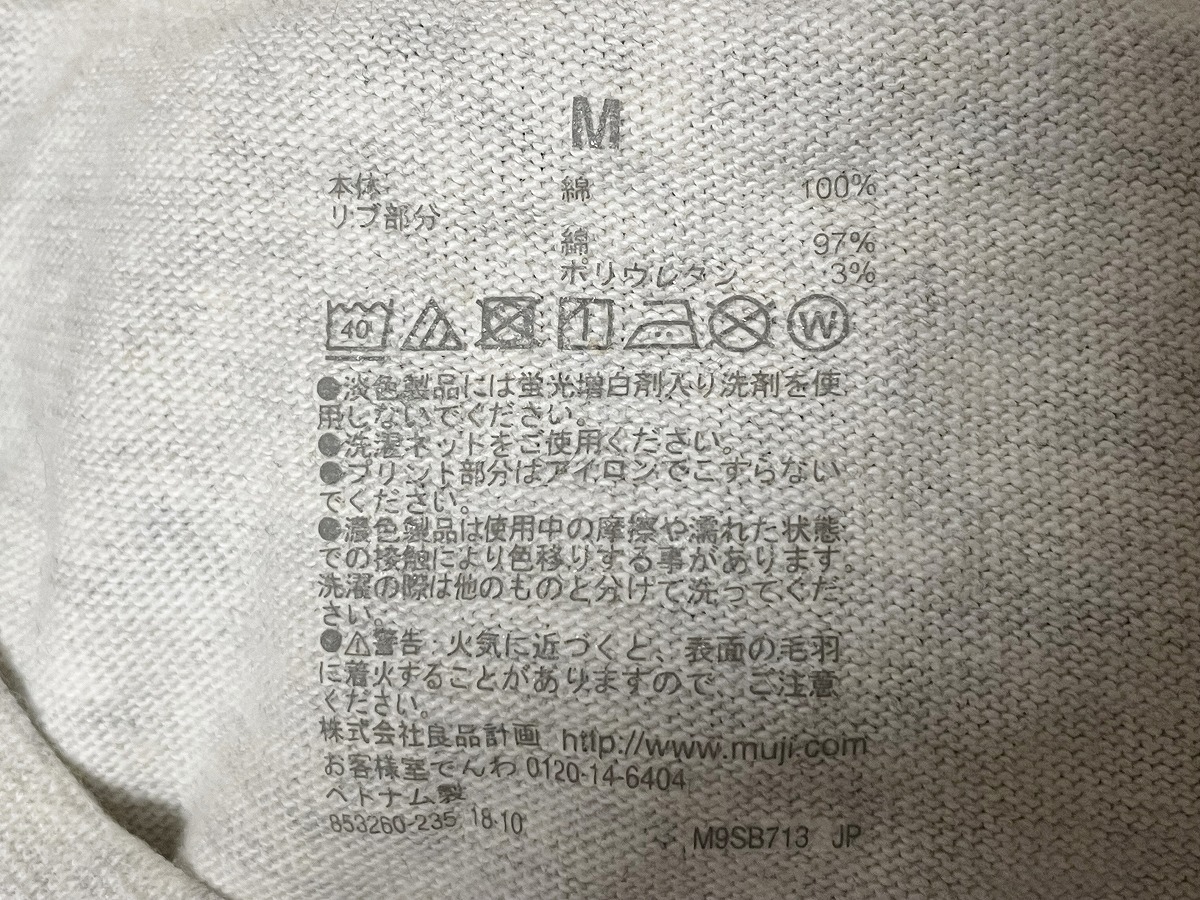 M
本体 綿 100%
リブ部分
綿 97%
ポリウレタン 3%
40 W
●淡色製品には蛍光増白剤入り洗剤を使
用しないでください。
●洗濯ネットをご使用ください。
●プリント部分はアイロンでこすらない
でください。
●濃色製品は使用中の摩擦や濡れた状態
での接触により色移りする事があります。
洗濯の際は他のものと分けて洗ってくだ
さい。
●⚠警告：火気に近づくと、表面の毛羽
に着火することがありますので、ご注意
ください。
株式会社良品計画 http://www.muji.com
お客様室でんわ 0120-14-6404
ベトナム製
853260-235 18.10
M9SB713 JP